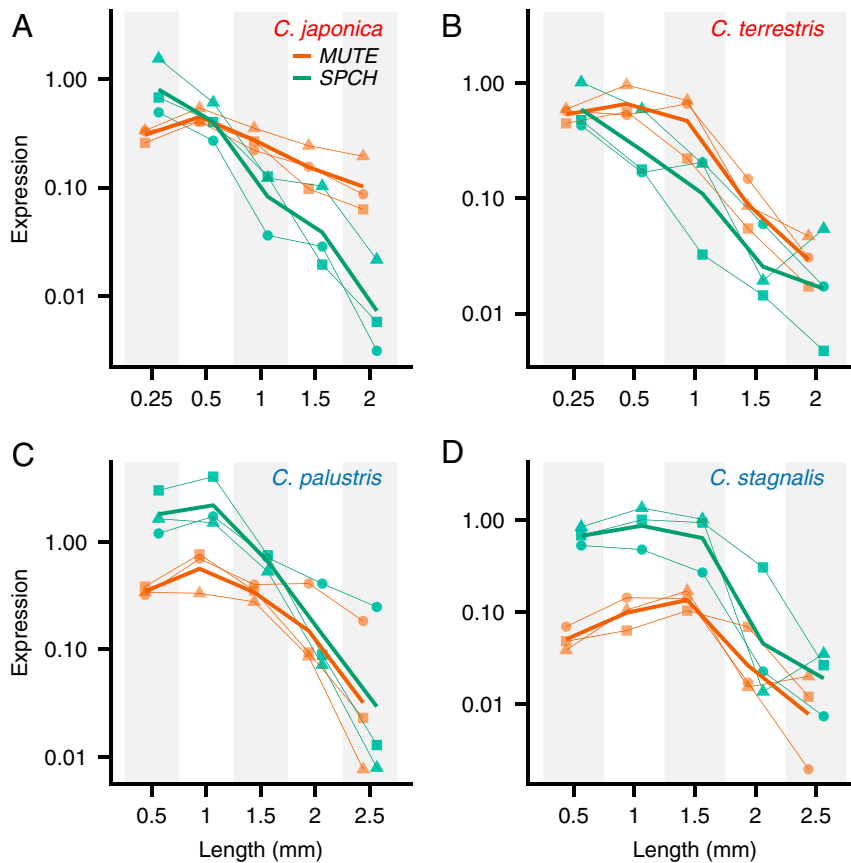 A
C. japonica
MUTE
SPCH
1.00
0.10
0.01
Expression
0.25 0.5 1 1.5 2
B
C. terrestris
1.00
0.10
0.01
0.25 0.5 1 1.5 2
C
C. palustris
1.00
0.10
0.01
Expression
0.5 1 1.5 2 2.5
Length (mm)
D
C. stagnalis
1.00
0.10
0.01
0.5 1 1.5 2 2.5
Length (mm)